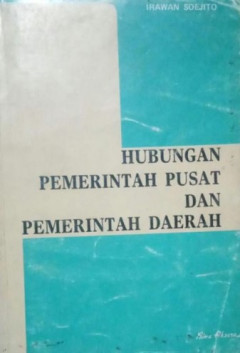 IRAWAN SOEJITO
HUBUNGAN
PEMERINTAH PUSAT
DAN
PEMERINTAH DAERAH